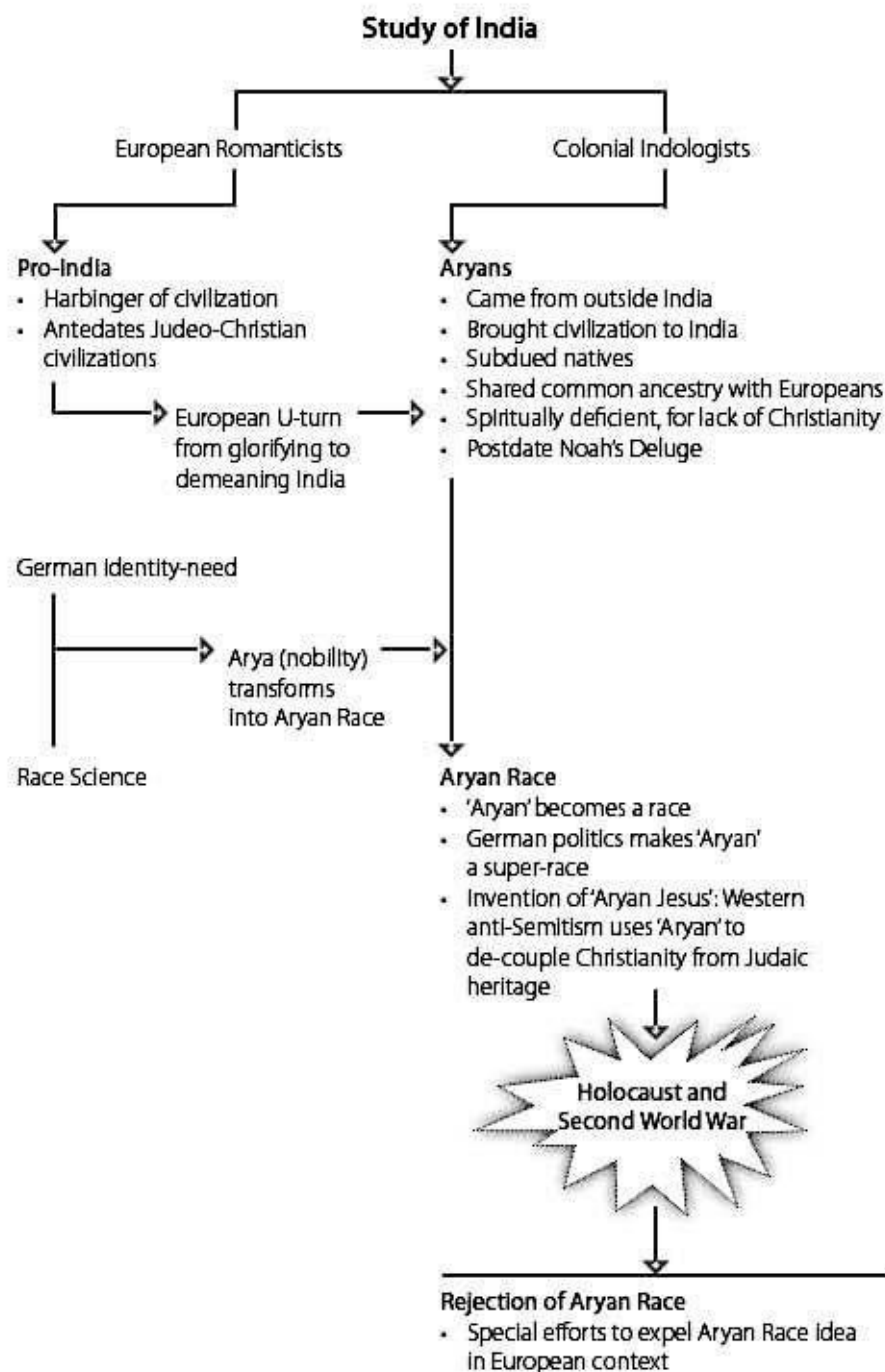 Study of India
European Romanticists
Colonial Indologists
Pro-India
• Harbinger of civilization
• Antedates Judeo-Christian
civilizations
European U-turn
from glorifying to
demeaning India
Aryans
• Came from outside India
• Brought civilization to India
• Subdued natives
• Shared common ancestry with Europeans
• Spiritually deficient, for lack of Christianity
• Postdate Noah's Deluge
German identity-need
Arya (nobility)
transforms
into Aryan Race
Race Science
Aryan Race
• 'Aryan' becomes a race
• German politics makes 'Aryan'
a super-race
• Invention of 'Aryan Jesus': Western
anti-Semitism uses 'Aryan' to
de-couple Christianity from Judaic
heritage
Holocaust and
Second World War
Rejection of Aryan Race
• Special efforts to expel Aryan Race idea
in European context